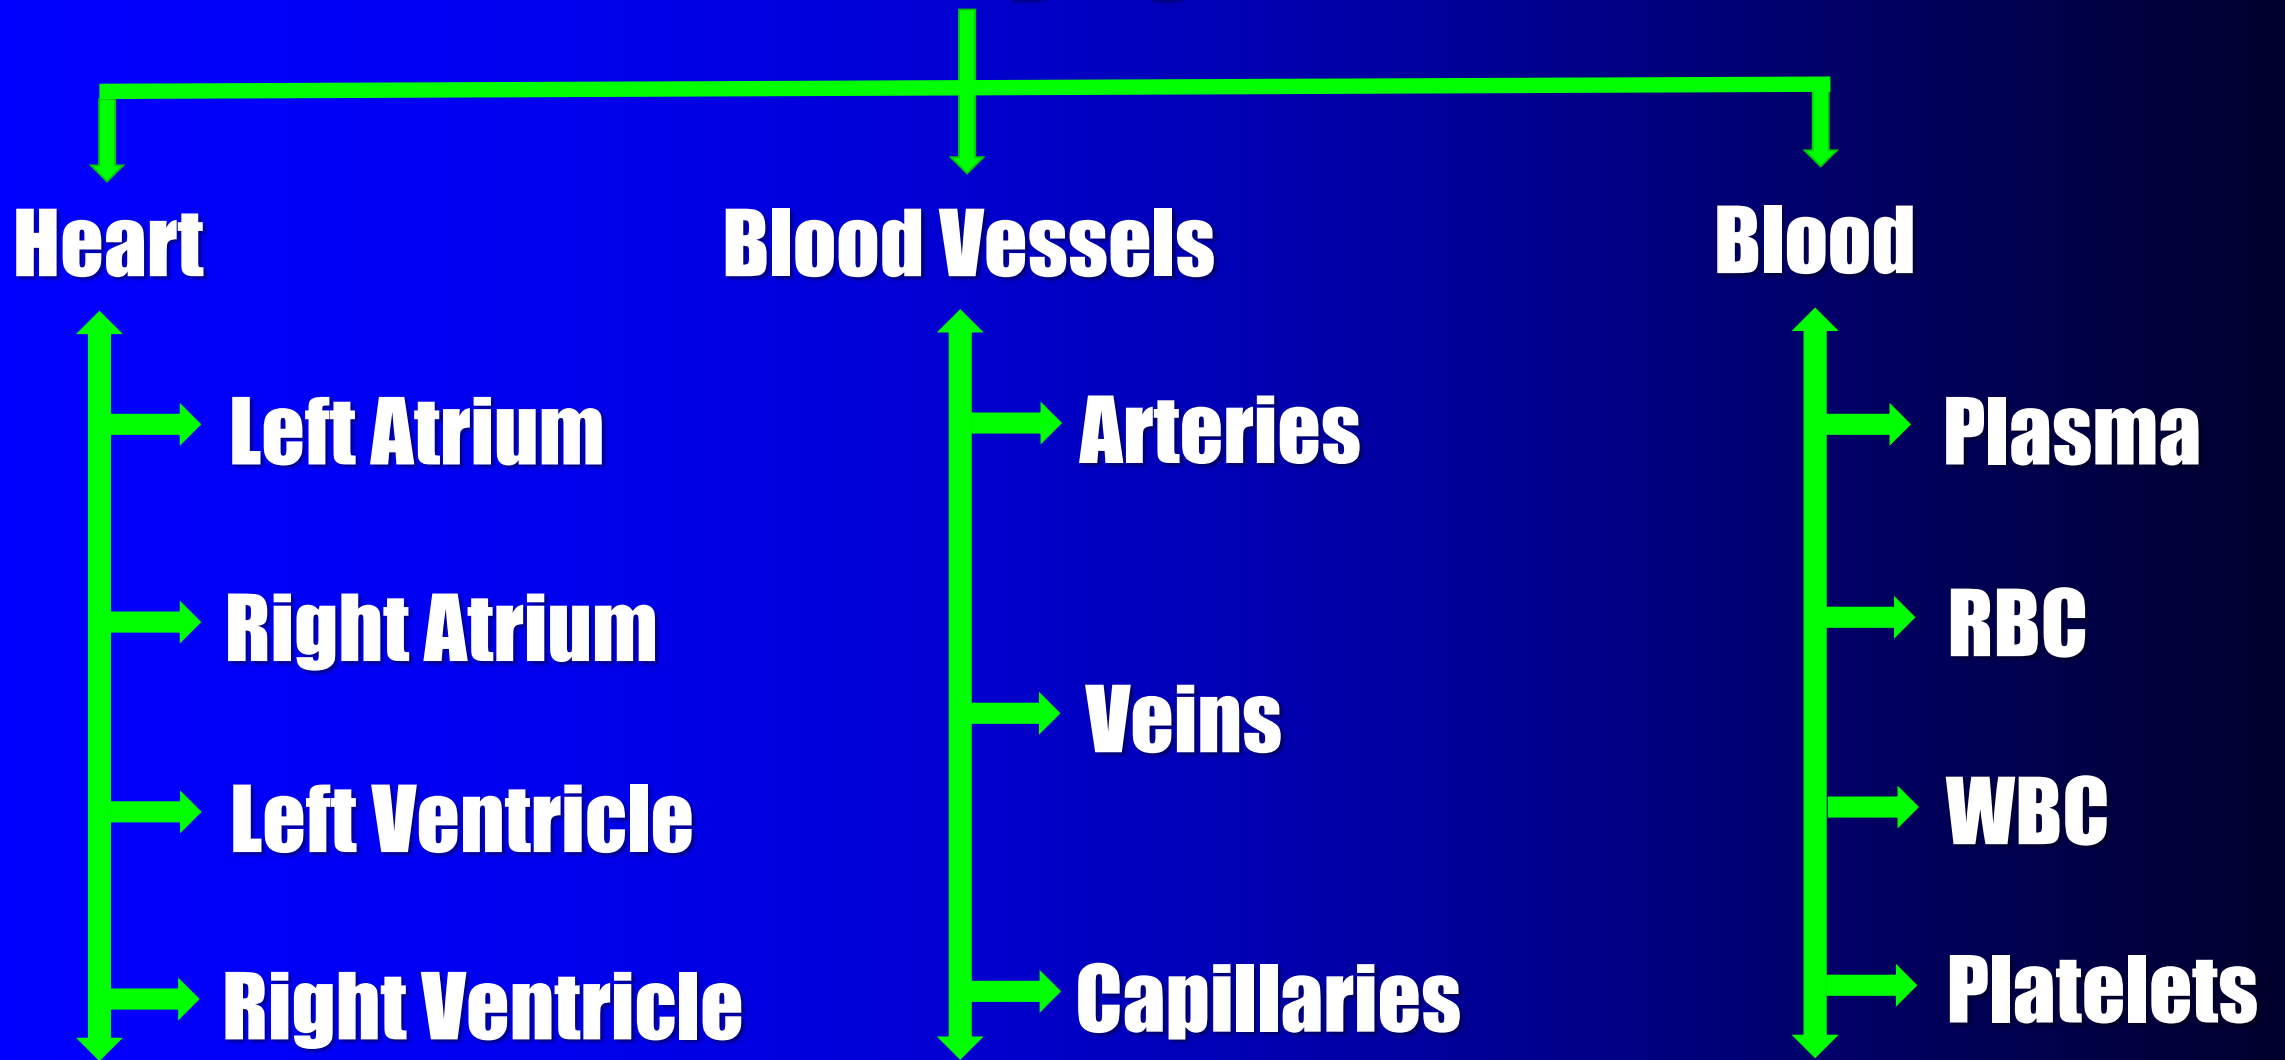 Heart
Blood Vessels
Blood
Left Atrium
Arteries
Plasma
Right Atrium
RBC
Veins
Left Ventricle
WBC
Right Ventricle
Capillaries
Platelets